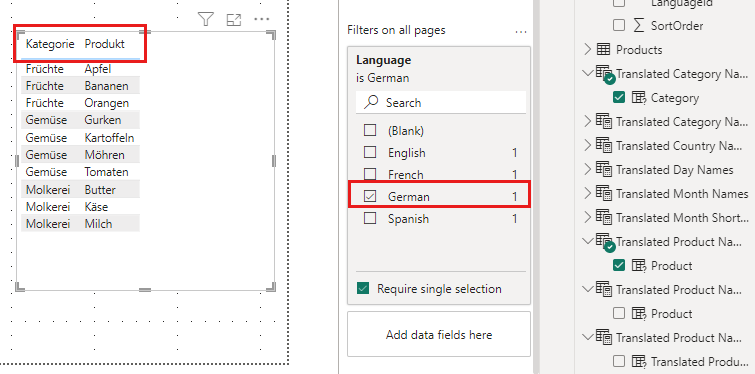 Kategorie Produkt
Früchte Apfel
Früchte Bananen
Früchte Orangen
Gemüse Gurken
Gemüse Kartoffeln
Gemüse Möhren
Gemüse Tomaten
Molkerei Butter
Molkerei Käse
Molkerei Milch
Filters on all pages ...
Language
is German
Search
(Blank)
English 1
French 1
German 1
Spanish 1
Require single selection
Add data fields here
LanguageId
SortOrder
Products
Translated Category Na...
Category
Translated Category Na...
Translated Country Na...
Translated Day Names
Translated Month Names
Translated Month Short...
Translated Product Na...
Product
Translated Product Na...
Product
Translated Product Na...
Translated Produ...